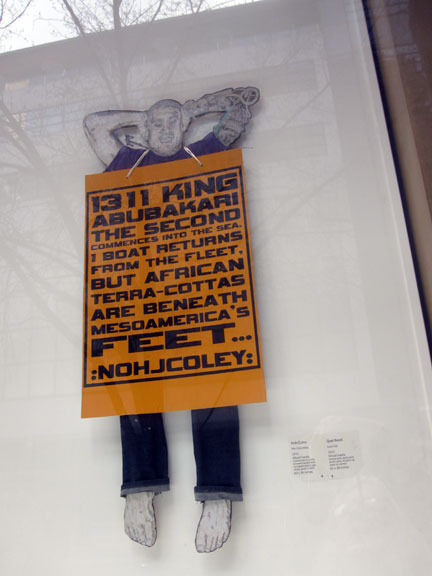 1311 KING
ABUBAKARI
THE SECOND
COMMENCES INTO THE SEA.
1 BOAT RETURNS
FROM THE FLEET,
BUT AFRICAN
TERRA-COTTAS
ARE BENEATH
MESOAMERICA'S
FEET...
:NOHJCOLEY: